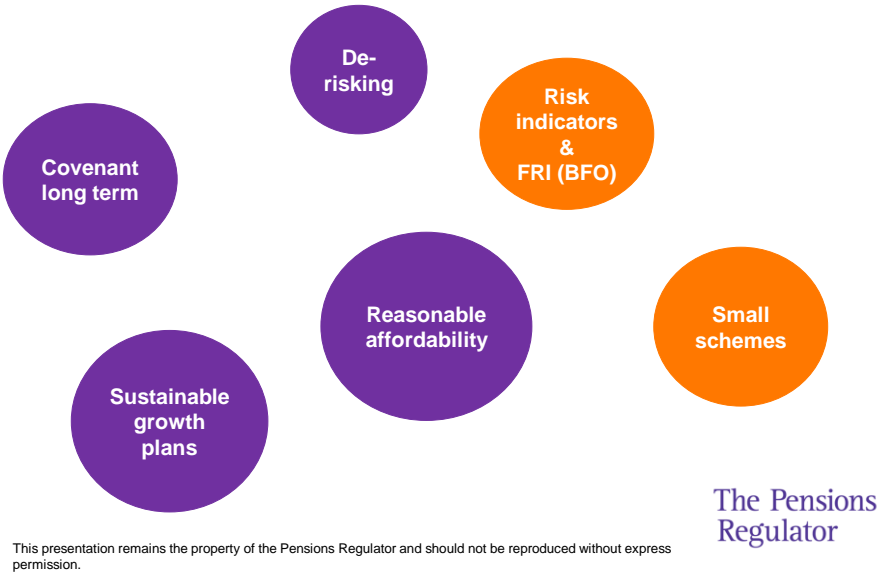 De-
risking
Risk
indicators
&
FRI (BFO)
Covenant
long term
Reasonable
affordability
Small
schemes
Sustainable
growth
plans
The Pensions
Regulator
This presentation remains the property of the Pensions Regulator and should not be reproduced without express
permission.